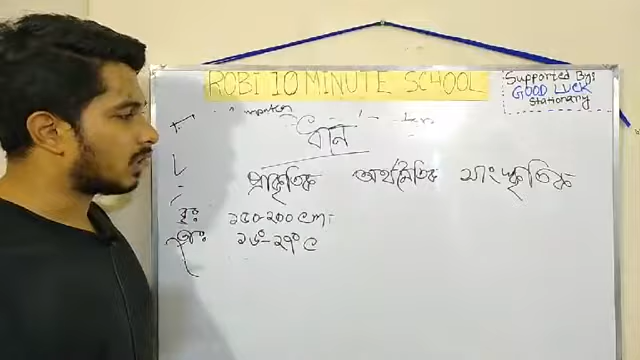 ROBI 10 MINUTE SCHOOL
Supported By:
GOOD LUCK
Stationary
ধান
প্রাকৃতিক অর্থনৈতিক সাংস্কৃতিক
১৫০-২০০ cm
১৬°-২৭° C